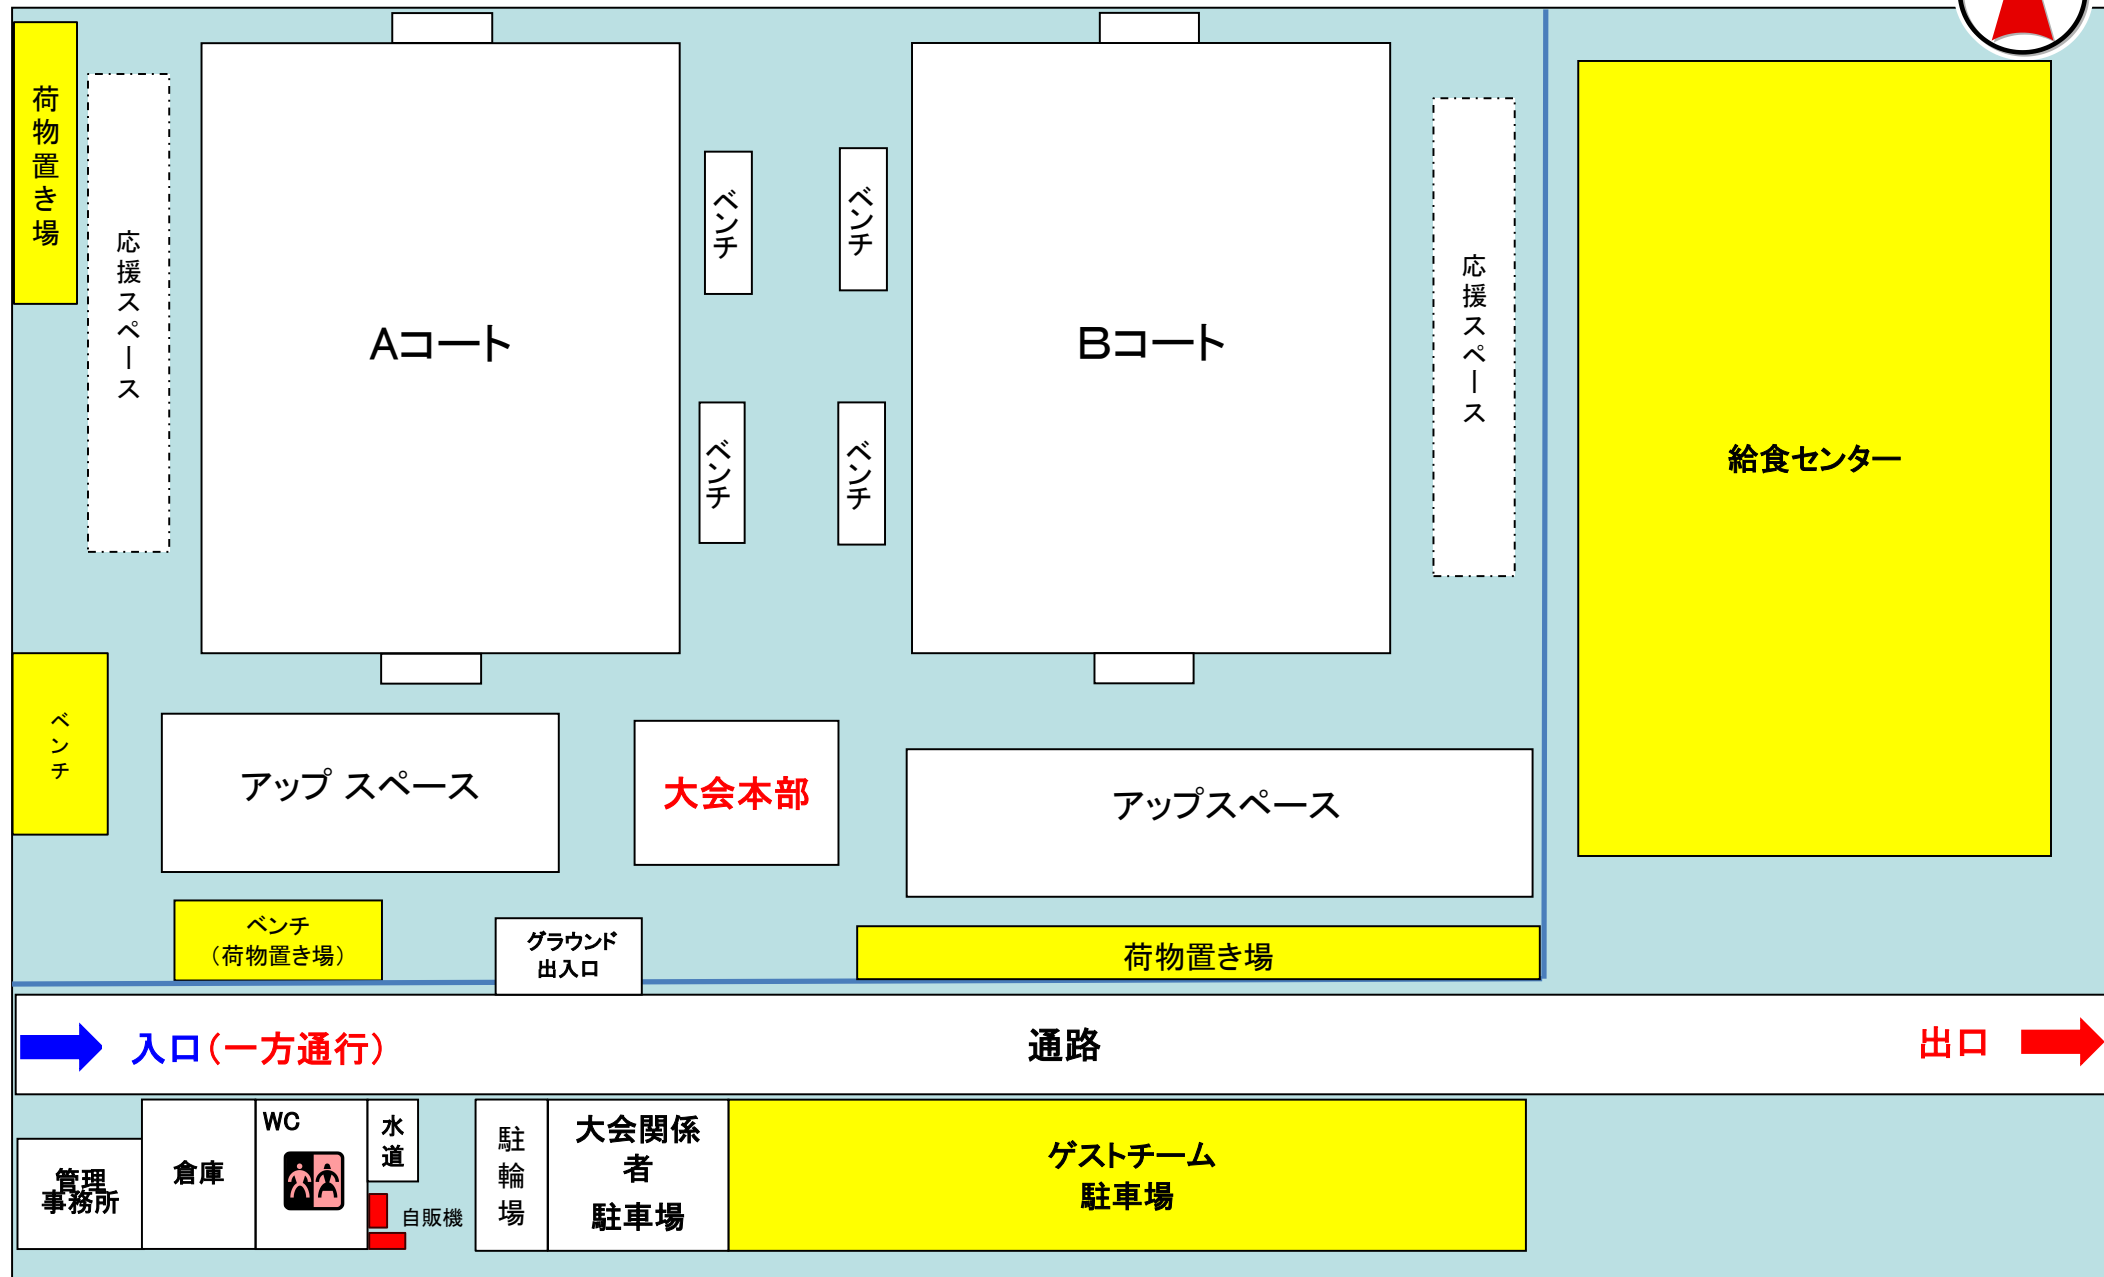 荷物置き場
応援スペース
Aコート
ベンチ
ベンチ
ベンチ
ベンチ
Bコート
応援スペース
給食センター
ベンチ
アップ スペース
大会本部
アップスペース
ベンチ
（荷物置き場）
グラウンド
出入口
荷物置き場
入口（一方通行）
通路
出口
管理
事務所
倉庫
WC
水道
自販機
駐輪場
大会関係
者
駐車場
ゲストチーム
駐車場